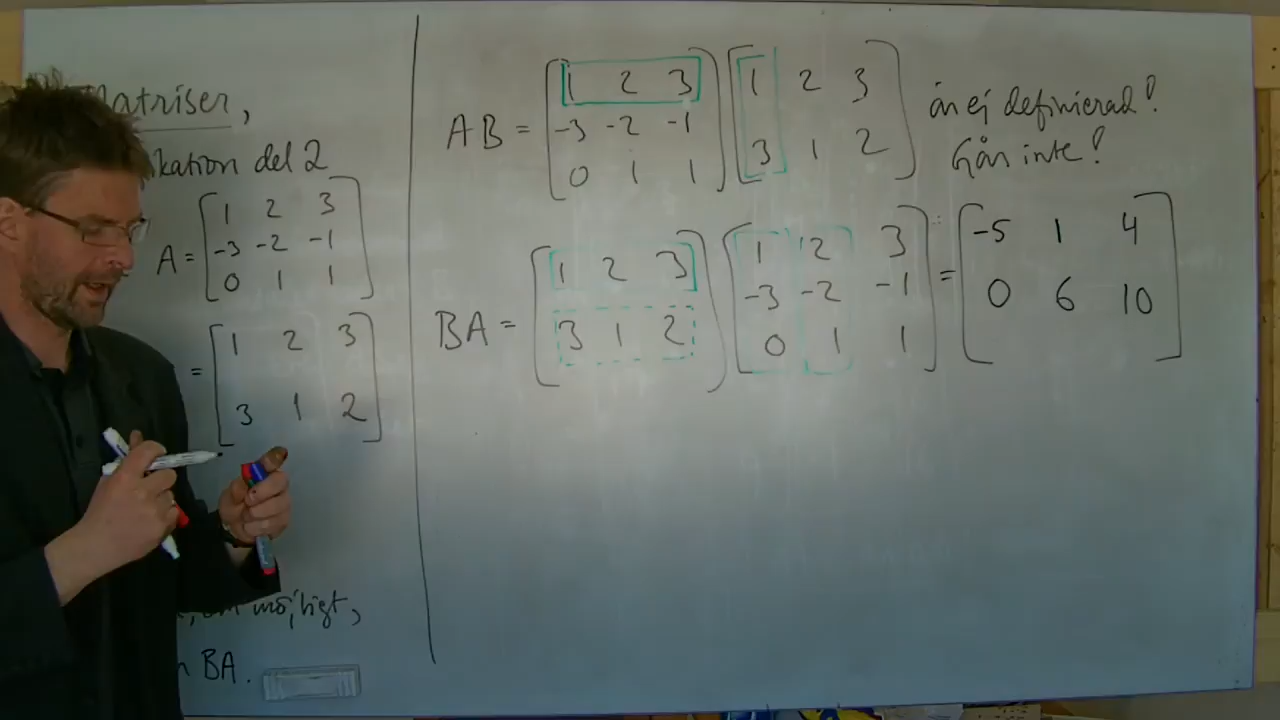 Matriser,
kation del 2
A = [ 1 2 3
-3 -2 -1
0 1 1 ]
= [ 1 2 3
3 1 2 ]
möjligt,
BA.
AB = [ 1 2 3
-3 -2 -1
0 1 1 ] [ 1 2 3
3 1 2 ] är ej definierad!
Går inte!
BA = [ 1 2 3
3 1 2 ] [ 1 2 3
-3 -2 -1
0 1 1 ] = [ -5 1 4
0 6 10 ]